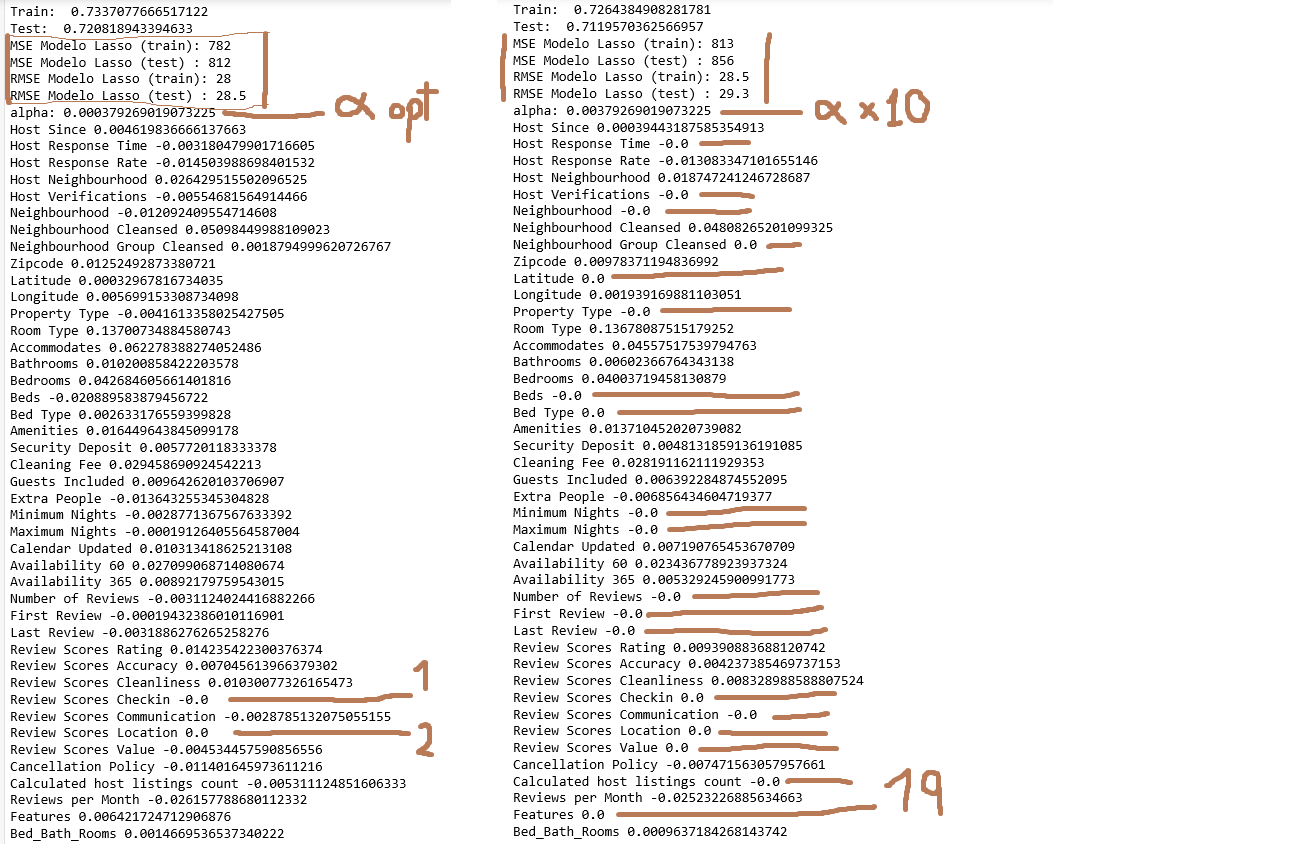 Train:  0.7337077666517122
Test:  0.720818943394633
MSE Modelo Lasso (train): 782
MSE Modelo Lasso (test) : 812
RMSE Modelo Lasso (train): 28
RMSE Modelo Lasso (test) : 28.5
alpha: 0.000379269019073225
α opt
Host Since 0.004619836666137663
Host Response Time -0.003180479901716605
Host Response Rate -0.014503988698401532
Host Neighbourhood 0.026429515502096525
Host Verifications -0.00554681564914466
Neighbourhood -0.012092409554714608
Neighbourhood Cleansed 0.05098449988109023
Neighbourhood Group Cleansed 0.0018794999620726767
Zipcode 0.01252492873380721
Latitude 0.00032967816734035
Longitude 0.005699153308734098
Property Type -0.0041613358025427505
Room Type 0.13700734884580743
Accommodates 0.062278388274052486
Bathrooms 0.010200858422203578
Bedrooms 0.042684605661401816
Beds -0.020889583879456722
Bed Type 0.002633176559399828
Amenities 0.016449643845099178
Security Deposit 0.0057720118333378
Cleaning Fee 0.029458690924542213
Guests Included 0.009642620103706907
Extra People -0.013643255345304828
Minimum Nights -0.0028771367567633392
Maximum Nights -0.00019126405564587004
Calendar Updated 0.010313418625213108
Availability 60 0.027099068714080674
Availability 365 0.00892179759543015
Number of Reviews -0.0031124024416882266
First Review -0.00019432386010116901
Last Review -0.0031886276265258276
Review Scores Rating 0.014235422300376374
Review Scores Accuracy 0.007045613966379302
Review Scores Cleanliness 0.01030077326165473
Review Scores Checkin -0.0
1
Review Scores Communication -0.0028785132075055155
Review Scores Location 0.0
2
Review Scores Value -0.004534457590856556
Cancellation Policy -0.011401645973611216
Calculated host listings count -0.005311124851606333
Reviews per Month -0.026157788680112332
Features 0.006421724712906876
Bed_Bath_Rooms 0.0014669536537340222
Train:  0.7264384908281781
Test:  0.7119570362566957
MSE Modelo Lasso (train): 813
MSE Modelo Lasso (test) : 856
RMSE Modelo Lasso (train): 28.5
RMSE Modelo Lasso (test) : 29.3
alpha: 0.00379269019073225
α x 10
Host Since 0.00039443187585354913
Host Response Time -0.0
Host Response Rate -0.013083347101655146
Host Neighbourhood 0.018747241246728687
Host Verifications -0.0
Neighbourhood -0.0
Neighbourhood Cleansed 0.04808265201099325
Neighbourhood Group Cleansed 0.0
Zipcode 0.00978371194836992
Latitude 0.0
Longitude 0.001939169881103051
Property Type -0.0
Room Type 0.13678087515179252
Accommodates 0.04557517539794763
Bathrooms 0.00602366764343138
Bedrooms 0.04003719458130879
Beds -0.0
Bed Type 0.0
Amenities 0.013710452020739082
Security Deposit 0.0048131859136191085
Cleaning Fee 0.028191162111929353
Guests Included 0.006392284874552095
Extra People -0.006856434604719377
Minimum Nights -0.0
Maximum Nights -0.0
Calendar Updated 0.007190765453670709
Availability 60 0.023436778923937324
Availability 365 0.005329245900991773
Number of Reviews -0.0
First Review -0.0
Last Review -0.0
Review Scores Rating 0.009390883688120742
Review Scores Accuracy 0.004237385469737153
Review Scores Cleanliness 0.008328988588807524
Review Scores Checkin 0.0
Review Scores Communication -0.0
Review Scores Location 0.0
Review Scores Value 0.0
Cancellation Policy -0.007471563057957661
Calculated host listings count -0.0
19
Reviews per Month -0.02523226885634663
Features 0.0
Bed_Bath_Rooms 0.0009637184268143742